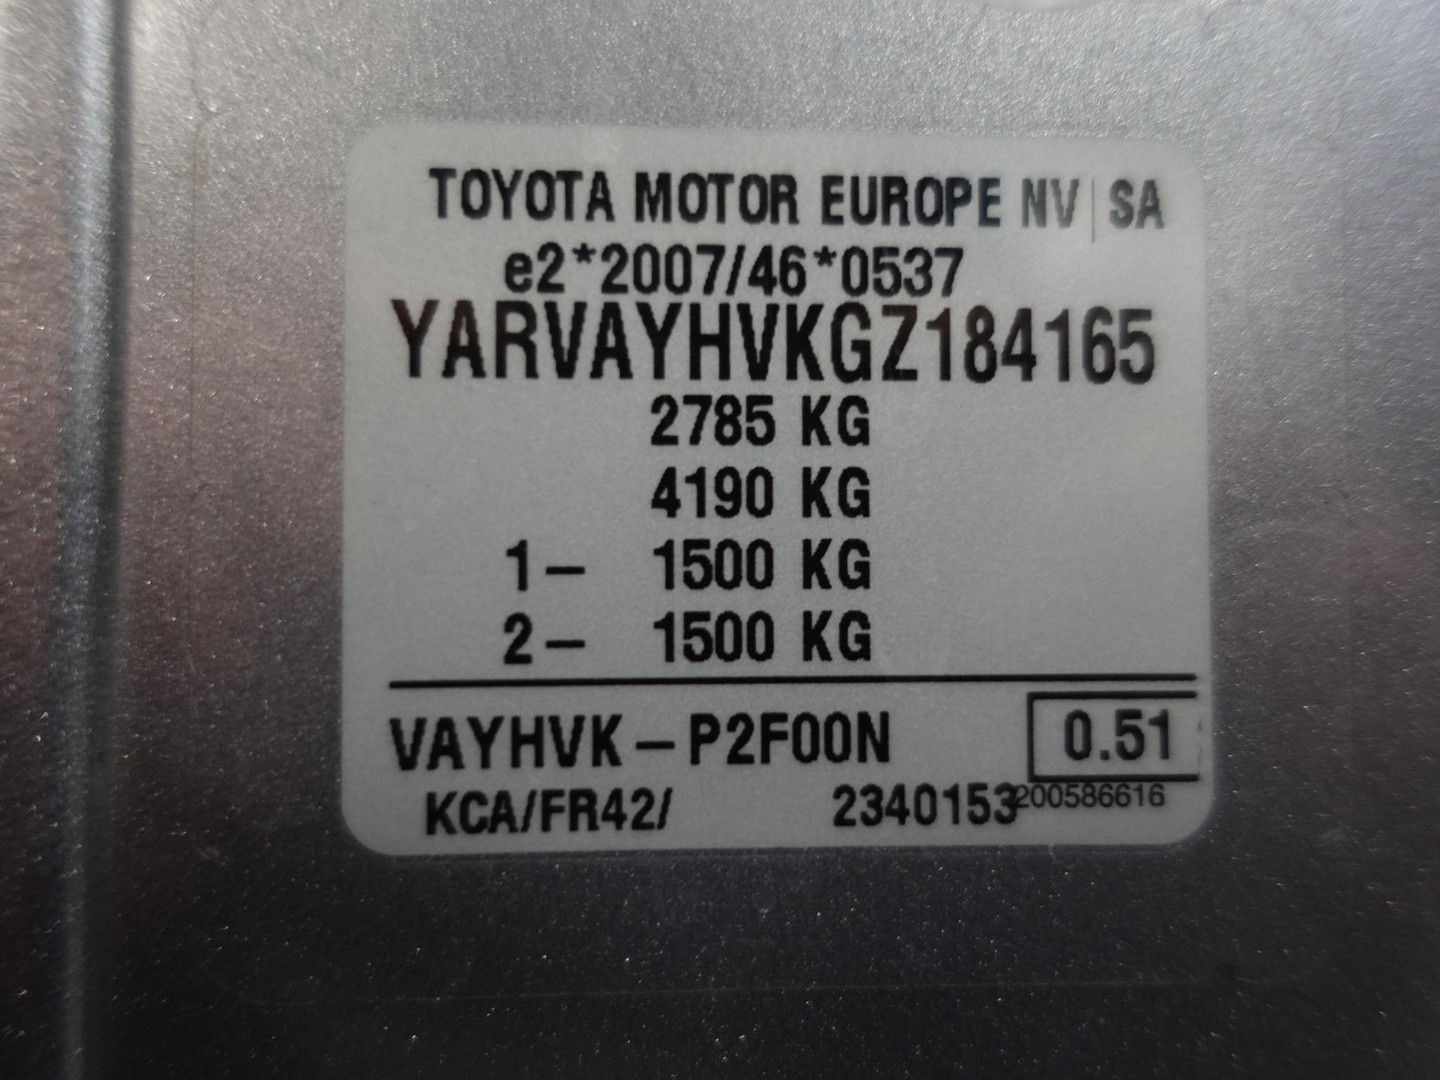 TOYOTA MOTOR EUROPE NV | SA
e2*2007/46*0537
YARVAYHVKGZ184165
2785 KG
4190 KG
1– 1500 KG
2– 1500 KG
VAYHVK–P2F00N 0.51
KCA/FR42/ 2340153 200586616